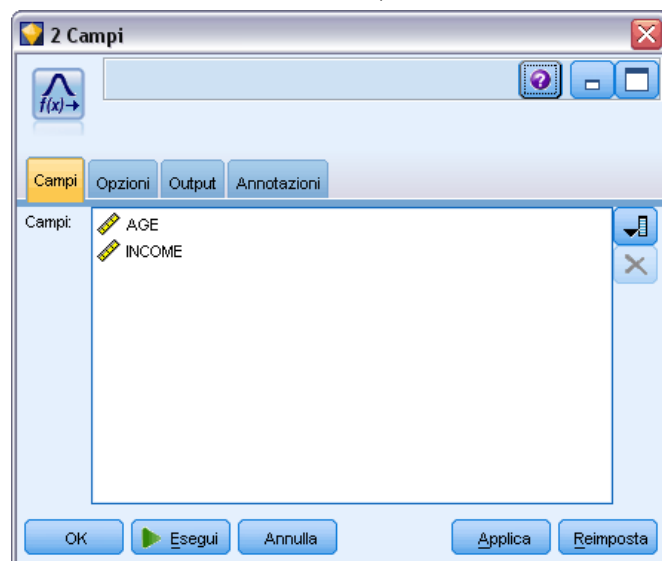 2 Campi
f(x)→
Campi Opzioni Output Annotazioni
Campi: AGE
INCOME
OK Esegui Annulla Applica Reimposta